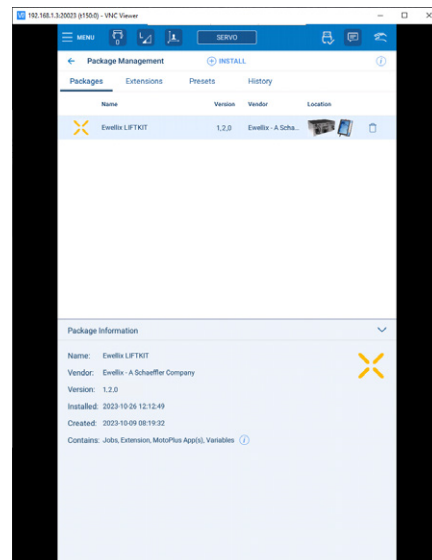 192.168.1.3:20023 (r150:0) - VNC Viewer
MENU
0
SERVO
Package Management
INSTALL
Packages Extensions Presets History
Name Version Vendor Location
Ewellix LIFTKIT 1,2,0 Ewellix - A Scha...
Package Information
Name: Ewellix LIFTKIT
Vendor: Ewellix - A Schaeffler Company
Version: 1.2.0
Installed: 2023-10-26 12:12:49
Created: 2023-10-09 08:19:32
Contains: Jobs, Extension, MotoPlus App(s), Variables